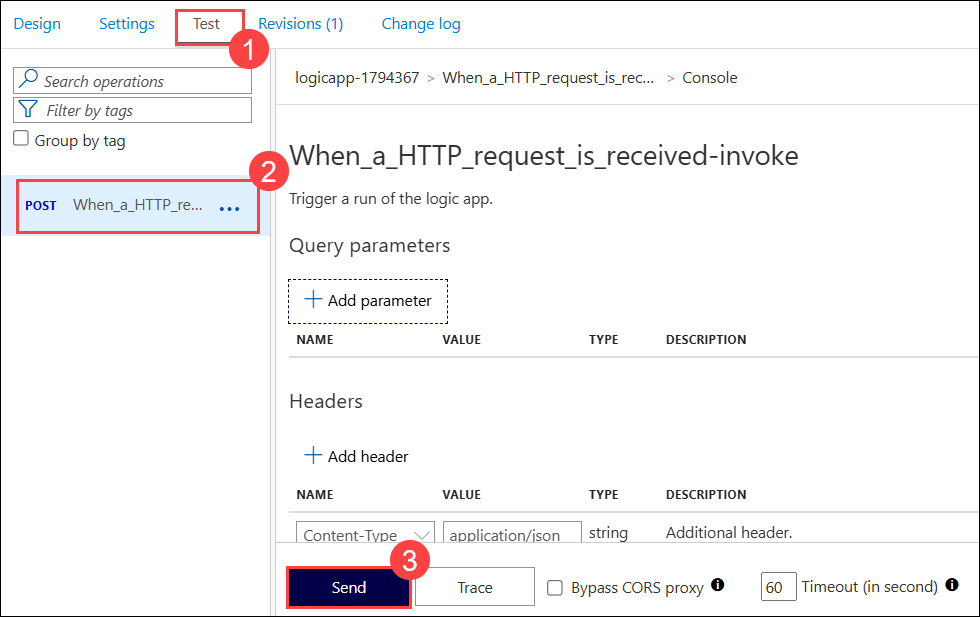 Design Settings Test Revisions (1) Change log
1
Search operations
Filter by tags
Group by tag
2
POST When_a_HTTP_re... ...
logicapp-1794367 > When_a_HTTP_request_is_rec... > Console
When_a_HTTP_request_is_received-invoke
Trigger a run of the logic app.
Query parameters
+ Add parameter
NAME VALUE TYPE DESCRIPTION
Headers
+ Add header
NAME VALUE TYPE DESCRIPTION
Content-Type application/json string Additional header.
3
Send Trace Bypass CORS proxy i 60 Timeout (in second) i